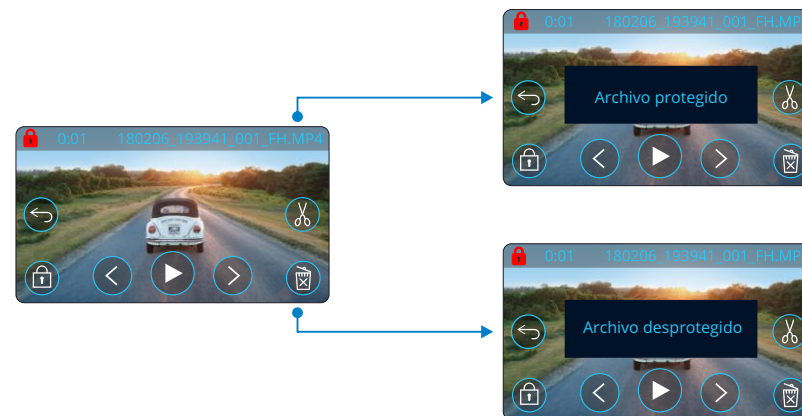 0:01 180206_193941_001_FH.MP4
0:01 180206_193941_001_FH.MP
Archivo protegido
0:01 180206_193941_001_FH.MP
Archivo desprotegido